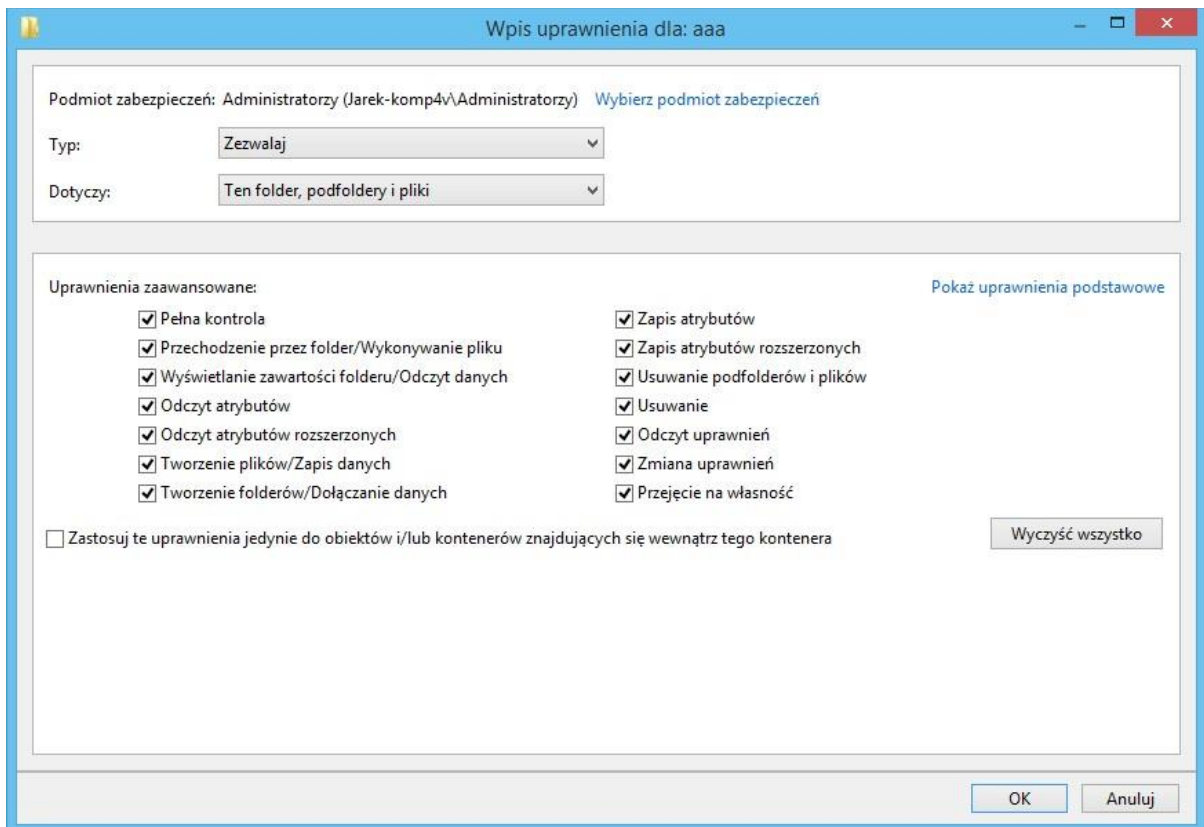 Wpis uprawnienia dla: aaa
Podmiot zabezpieczeń: Administratorzy (Jarek-komp4v\Administratorzy) Wybierz podmiot zabezpieczeń
Typ: Zezwalaj
Dotyczy: Ten folder, podfoldery i pliki
Uprawnienia zaawansowane: Pokaż uprawnienia podstawowe
Pełna kontrola Zapis atrybutów
Przechodzenie przez folder/Wykonywanie pliku Zapis atrybutów rozszerzonych
Wyświetlanie zawartości folderu/Odczyt danych Usuwanie podfolderów i plików
Odczyt atrybutów Usuwanie
Odczyt atrybutów rozszerzonych Odczyt uprawnień
Tworzenie plików/Zapis danych Zmiana uprawnień
Tworzenie folderów/Dołączanie danych Przejęcie na własność
Zastosuj te uprawnienia jedynie do obiektów i/lub kontenerów znajdujących się wewnątrz tego kontenera Wyczyść wszystko
OK Anuluj